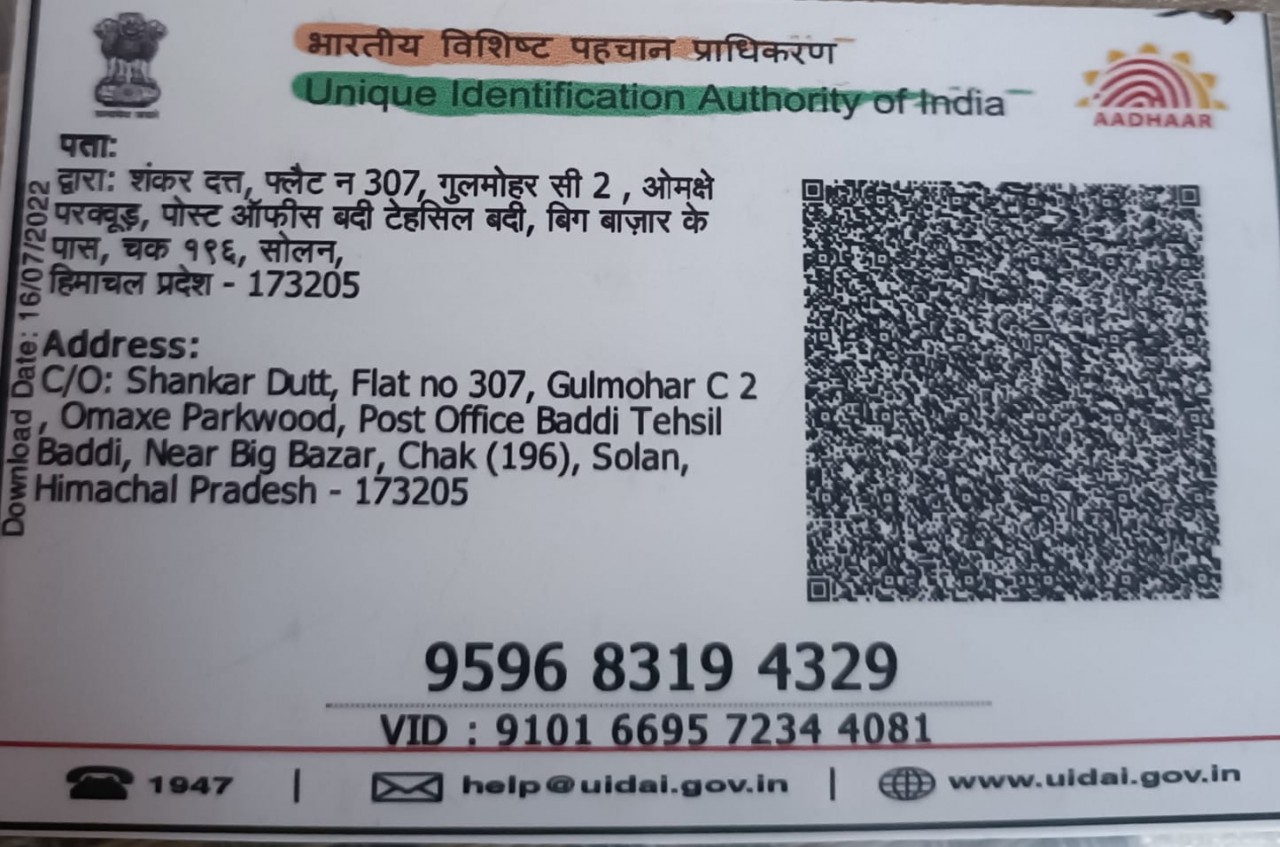 भारतीय विशिष्ट पहचान प्राधिकरण
Unique Identification Authority of India
AADHAAR
पता:
द्वारा: शंकर दत्त, फ्लैट न 307, गुलमोहर सी 2 , ओमक्षे
परक्वूड, पोस्ट ऑफीस बदी टेहसिल बदी, बिग बाज़ार के
पास, चक १९६, सोलन,
हिमाचल प्रदेश - 173205
Address:
C/O: Shankar Dutt, Flat no 307, Gulmohar C 2
, Omaxe Parkwood, Post Office Baddi Tehsil
Baddi, Near Big Bazar, Chak (196), Solan,
Himachal Pradesh - 173205
Download Date: 16/07/2022
9596 8319 4329
VID : 9101 6695 7234 4081
1947 | help@uidai.gov.in | www.uidai.gov.in